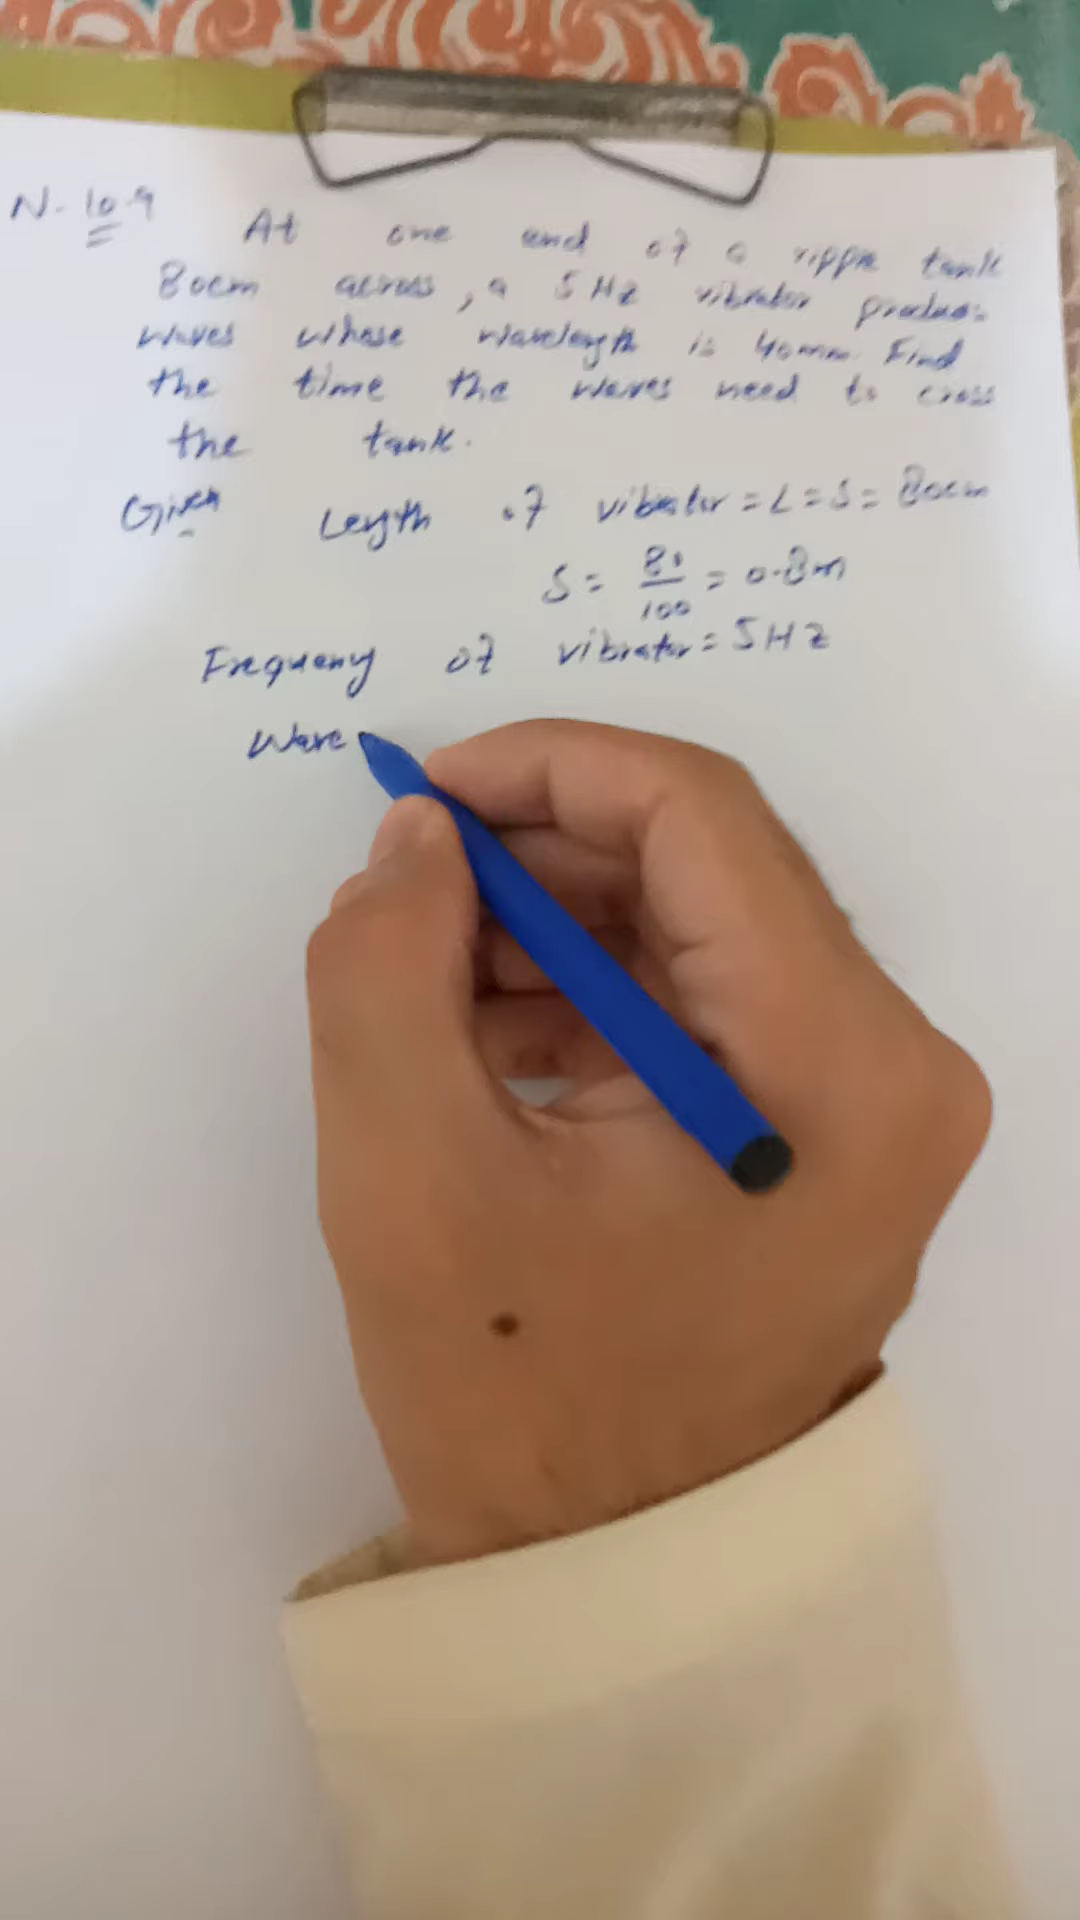 N. 10.9
At one end of a ripple tank
80cm across, a 5 Hz vibrator produces
waves whose wavelength is 40mm. Find
the time the waves need to cross
the tank.
Given Length of vibrator = L = S = 80cm
S = 80/100 = 0.8m
Frequency of vibrator = 5HZ
Wave